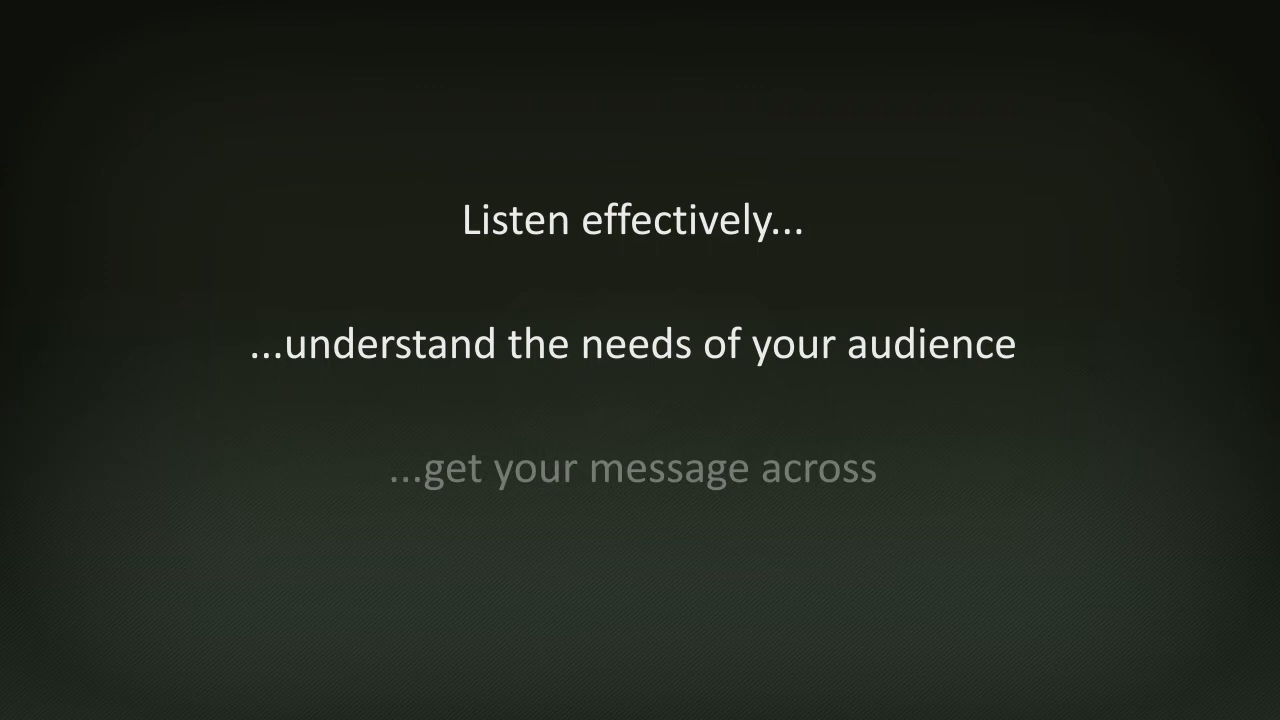 Listen effectively...
...understand the needs of your audience
...get your message across